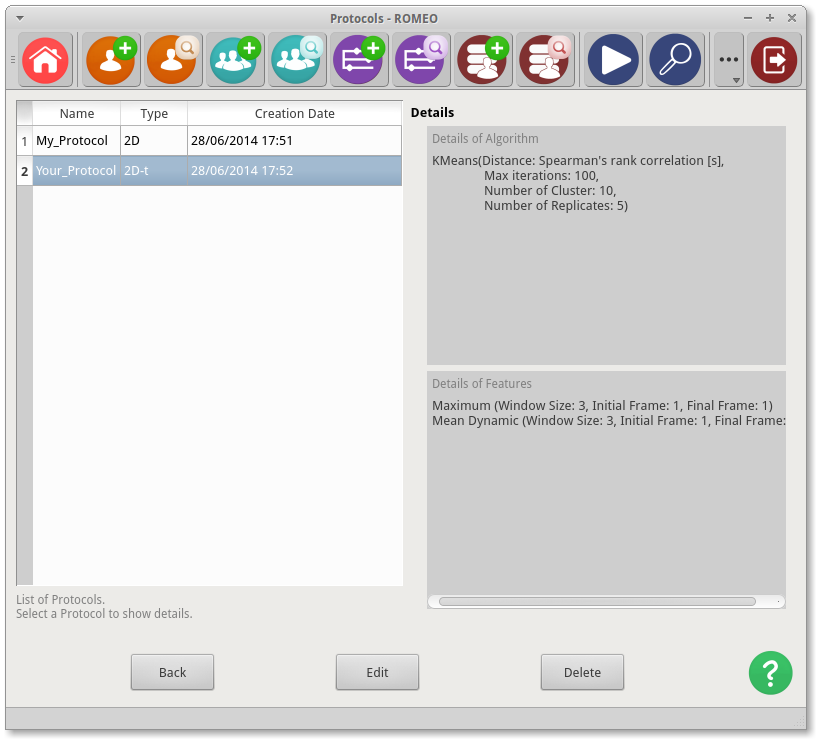 Protocols - ROMEO
Name Type Creation Date
1 My_Protocol 2D 28/06/2014 17:51
2 Your_Protocol 2D-t 28/06/2014 17:52
List of Protocols.
Select a Protocol to show details.
Details
Details of Algorithm
KMeans(Distance: Spearman's rank correlation [s],
Max iterations: 100,
Number of Cluster: 10,
Number of Replicates: 5)
Details of Features
Maximum (Window Size: 3, Initial Frame: 1, Final Frame: 1)
Mean Dynamic (Window Size: 3, Initial Frame: 1, Final Frame:
Back Edit Delete
?